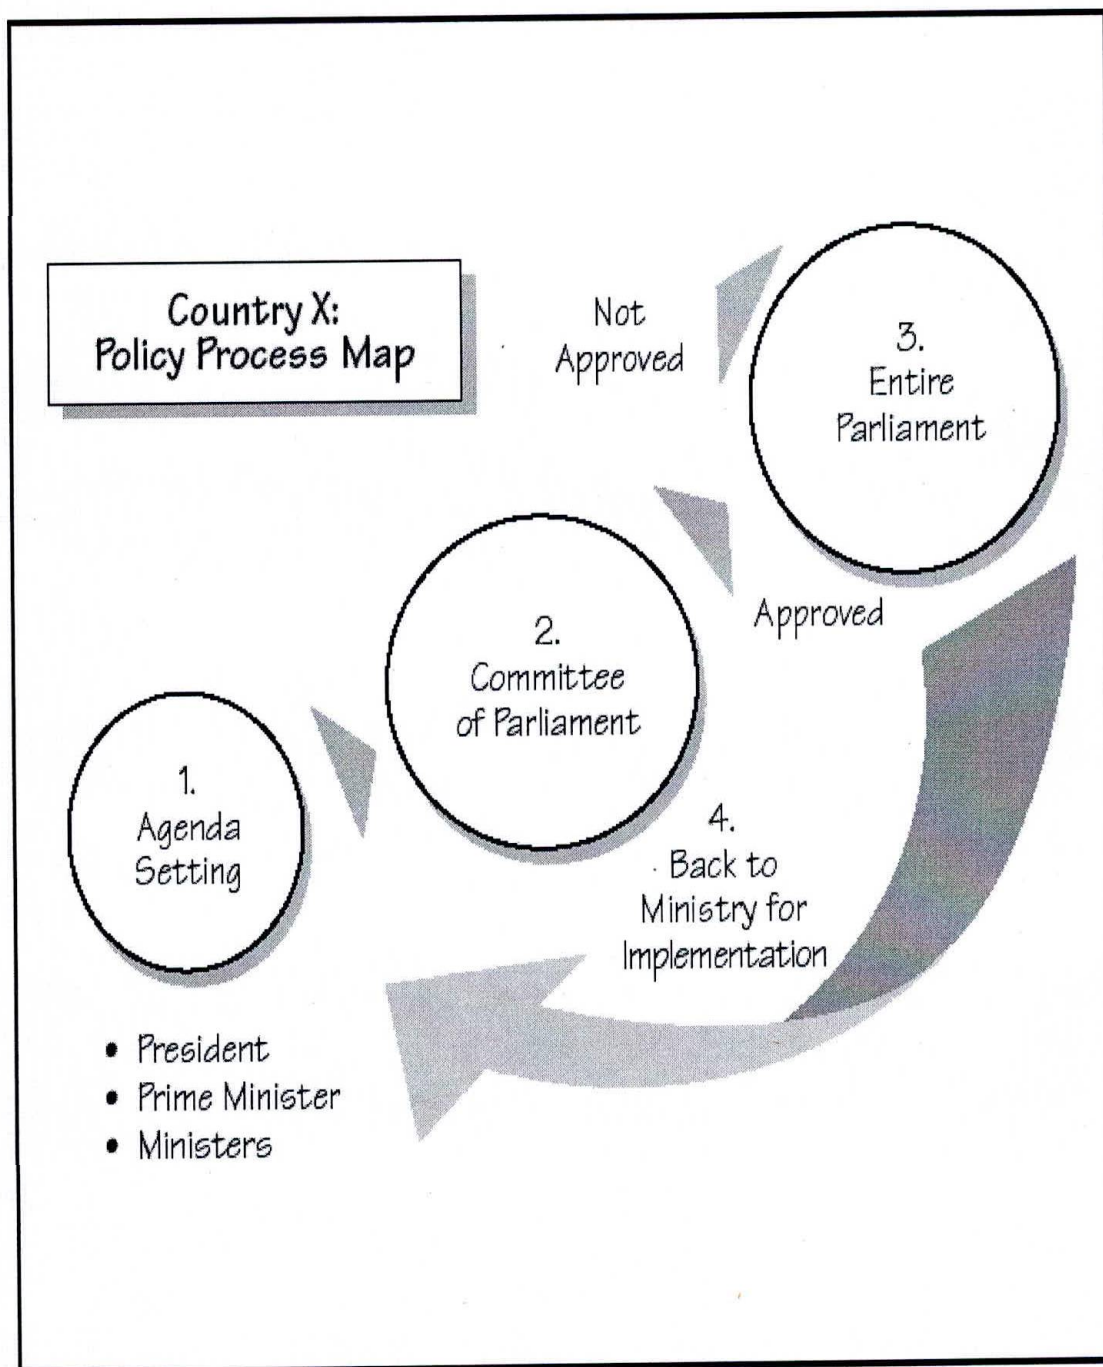 Country X:
Policy Process Map
Not
Approved
3.
Entire
Parliament
2.
Committee
of Parliament
Approved
1.
Agenda
Setting
4.
Back to
Ministry for
Implementation
• President
• Prime Minister
• Ministers